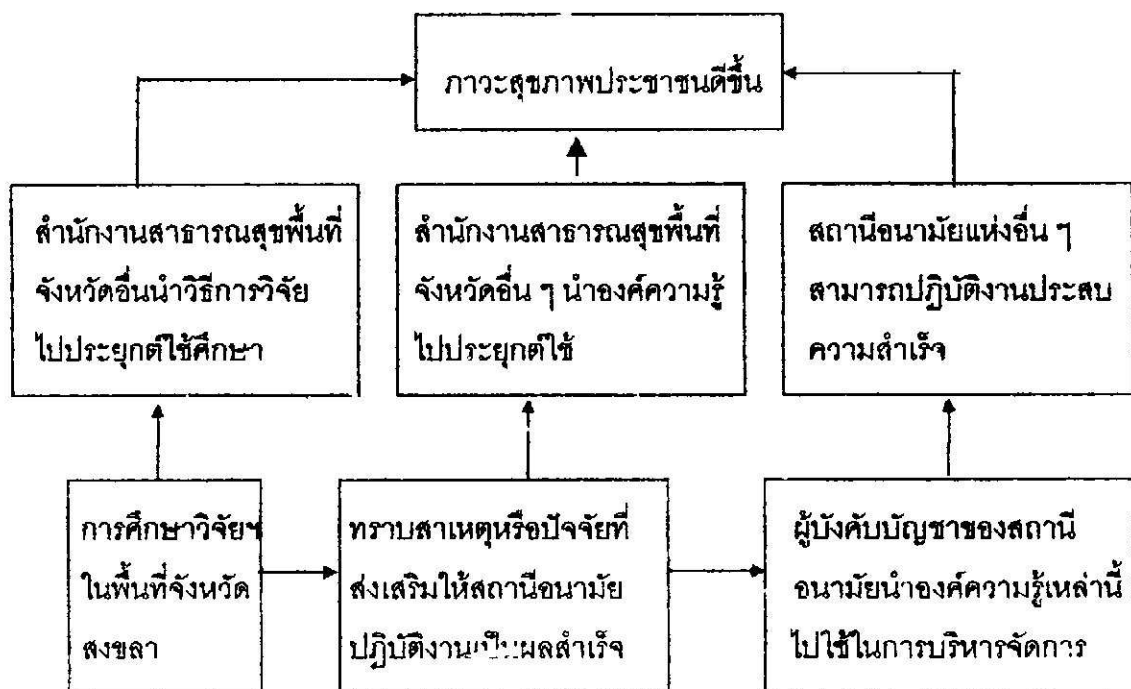 ภาวะสุขภาพประชาชนดีขึ้น
สำนักงานสาธารณสุขพื้นที่
จังหวัดอื่นนำวิธีการวิจัย
ไปประยุกต์ใช้ศึกษา
สำนักงานสาธารณสุขพื้นที่
จังหวัดอื่น ๆ นำองค์ความรู้
ไปประยุกต์ใช้
สถานีอนามัยแห่งอื่น ๆ
สามารถปฏิบัติงานประสบ
ความสำเร็จ
การศึกษาวิจัยฯ
ในพื้นที่จังหวัด
สงขลา
ทราบสาเหตุหรือปัจจัยที่
ส่งเสริมให้สถานีอนามัย
ปฏิบัติงานเป็นผลสำเร็จ
ผู้บังคับบัญชาของสถานี
อนามัยนำองค์ความรู้เหล่านี้
ไปใช้ในการบริหารจัดการ